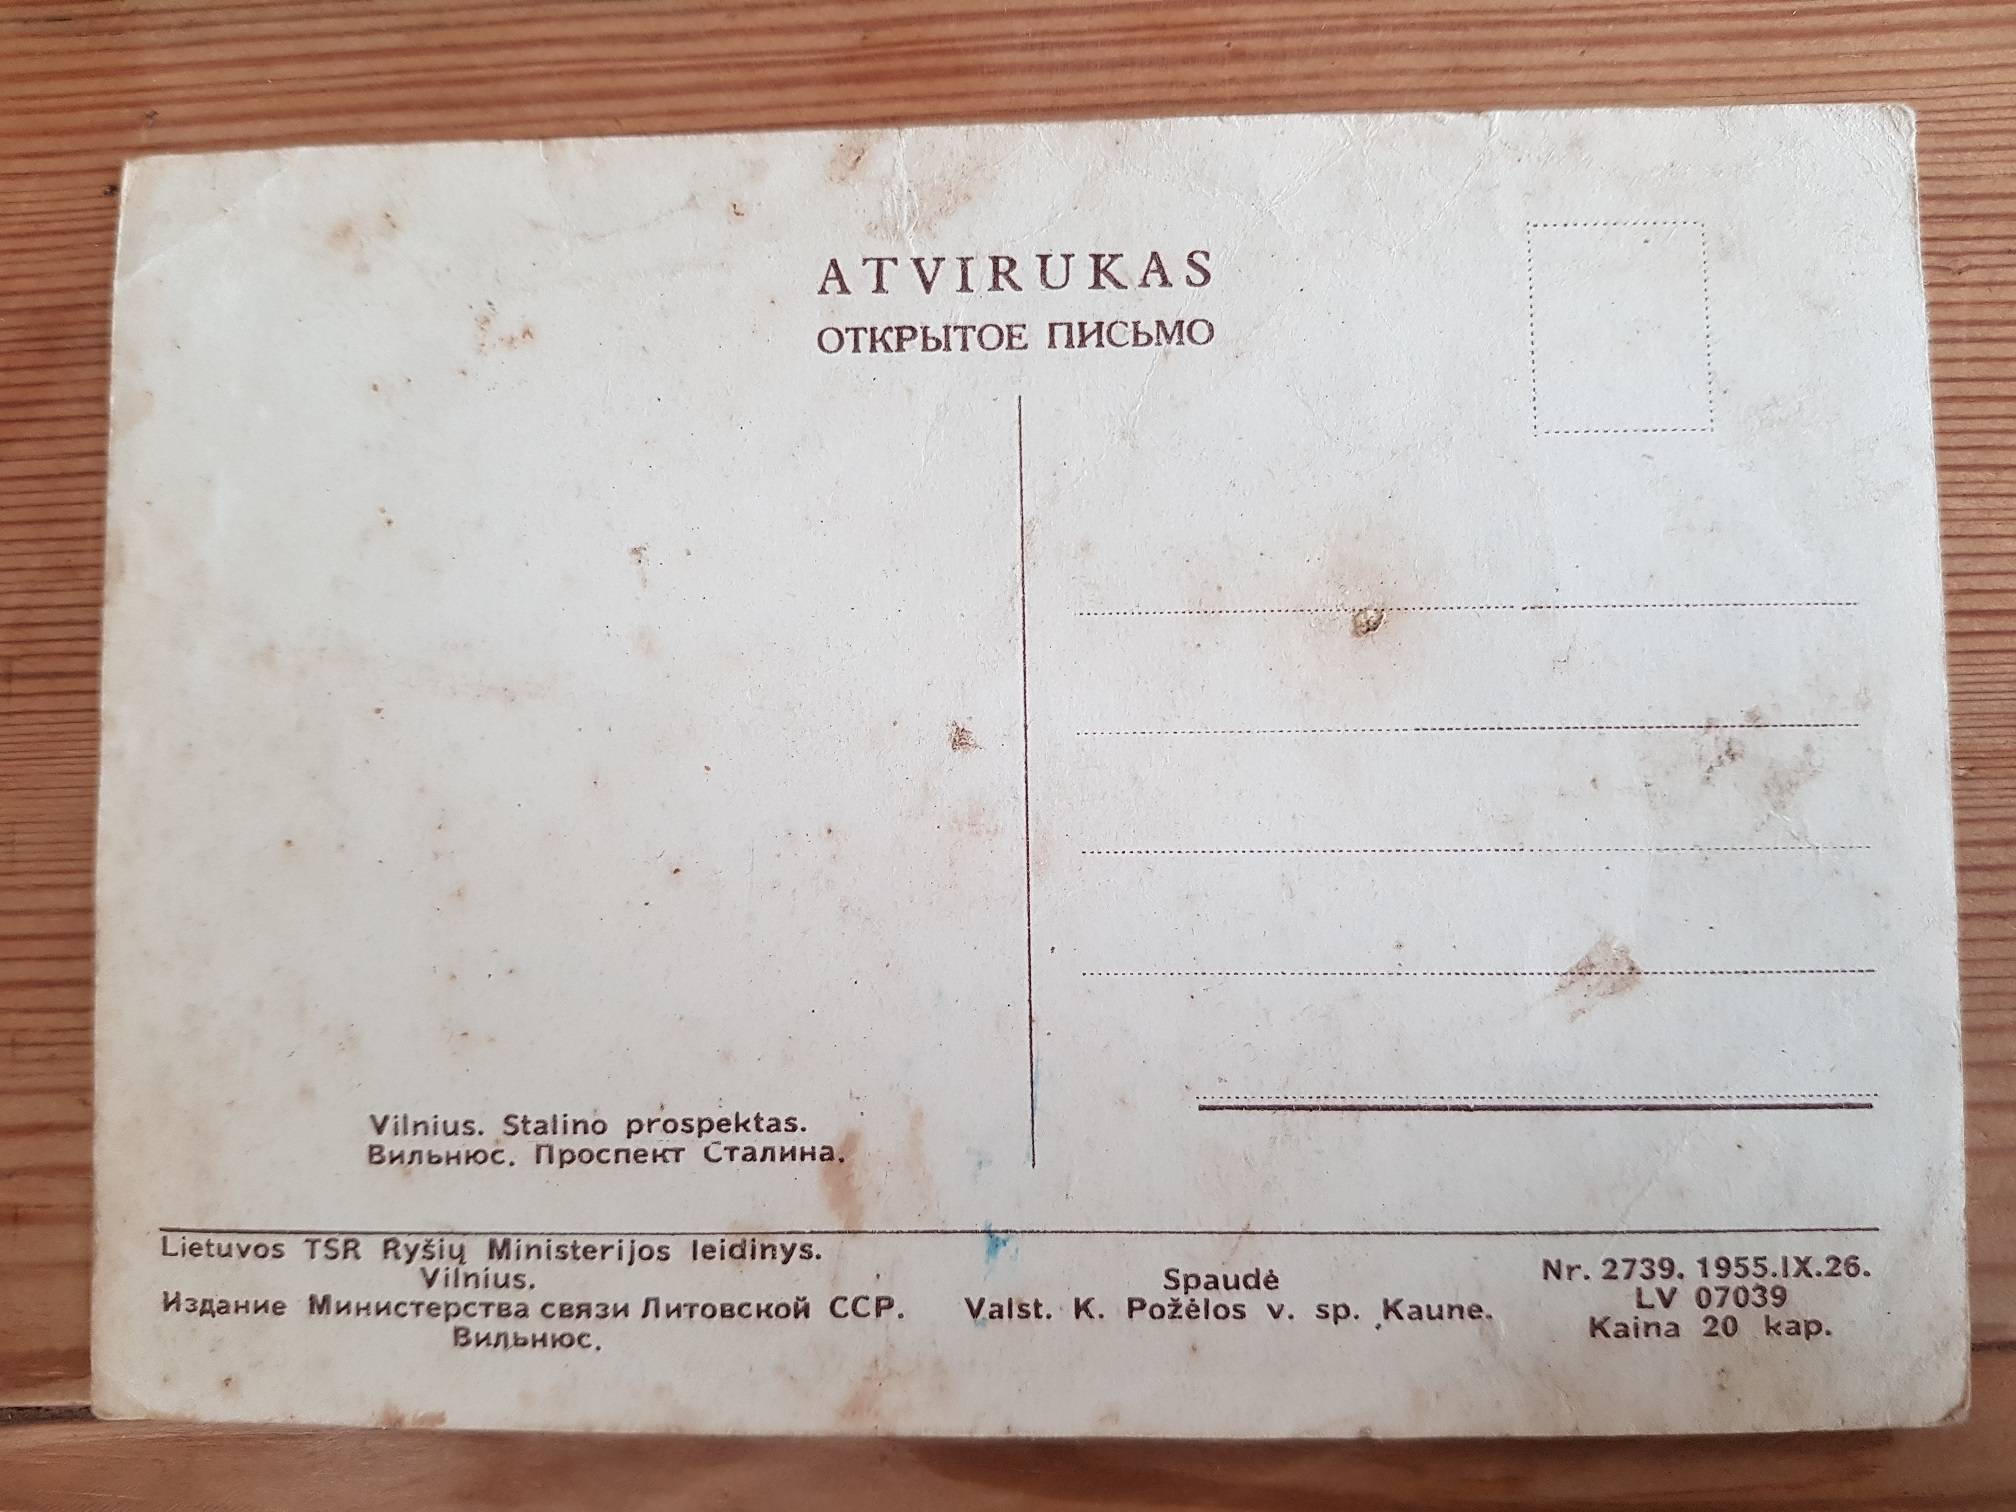 ATVIRUKAS
ОТКРЫТОЕ ПИСЬМО
Vilnius. Stalino prospektas.
Вильнюс. Проспект Сталина.
Lietuvos TSR Ryšių Ministerijos leidinys.
Vilnius.
Издание Министерства связи Литовской ССР.
Вильнюс.
Spaudė
Valst. K. Požėlos v. sp. Kaune.
Nr. 2739. 1955.IX.26.
LV 07039
Kaina 20 kap.